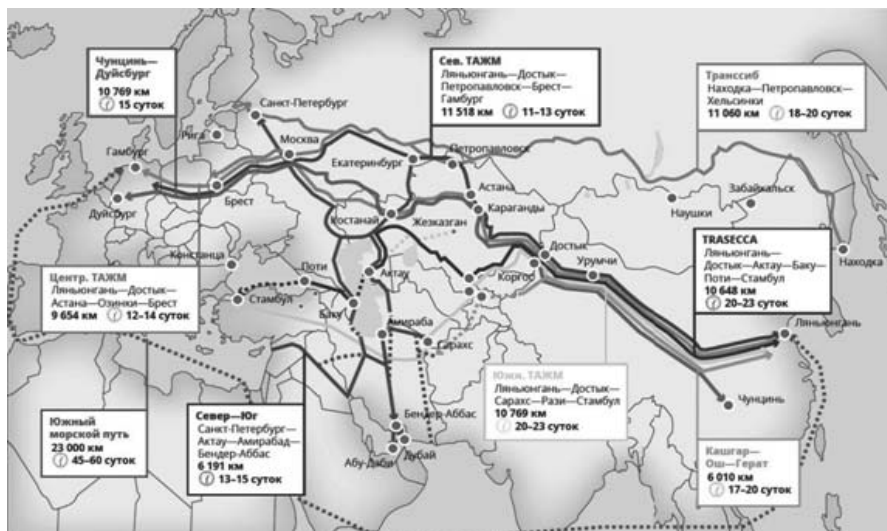 Чунцинь—
Дуйсбург
10 769 км
15 суток
Сев. ТАЖМ
Ляньюнгань—Достык—
Петропавловск—Брест—
Гамбург
11 518 км 11–13 суток
Транссиб
Находка—Петропавловск—
Хельсинки
11 060 км 18–20 суток
Санкт-Петербург
Рига
Москва
Гамбург
Екатеринбург
Петропавловск
Дуйсбург
Брест
Астана
Костанай
Жезказган
Караганды
Забайкальск
Наушки
Констанца
Поти
Актау
Достык
Урумчи
Коргос
Находка
TRASECCA
Ляньюнгань—
Достык—Актау—Баку—
Поти—Стамбул
10 648 км
20–23 суток
Центр. ТАЖМ
Ляньюнгань—Достык—
Астана—Озинки—Брест
9 654 км 12–14 суток
Стамбул
Баку
Амираба
Сарахс
Ляньюнгань
Южн. ТАЖМ
Ляньюнгань—Достык—
Сарахс—Рази—Стамбул
10 769 км
20–23 суток
Чунцинь
Южный
морской путь
23 000 км
45–60 суток
Север—Юг
Санкт-Петербург—
Актау—Амирабад—
Бендер-Аббас
6 191 км
13–15 суток
Бендер-Аббас
Абу-Даби
Дубай
Кашгар—
Ош—Герат
6 010 км
17–20 суток